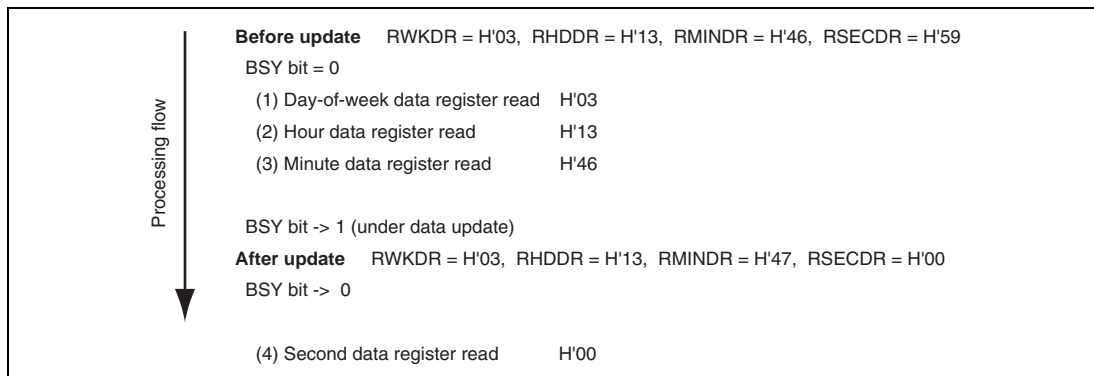 Processing flow
Before update RWKDR = H'03, RHDDR = H'13, RMINDR = H'46, RSECDR = H'59
BSY bit = 0
(1) Day-of-week data register read H'03
(2) Hour data register read H'13
(3) Minute data register read H'46
BSY bit -> 1 (under data update)
After update RWKDR = H'03, RHDDR = H'13, RMINDR = H'47, RSECDR = H'00
BSY bit -> 0
(4) Second data register read H'00